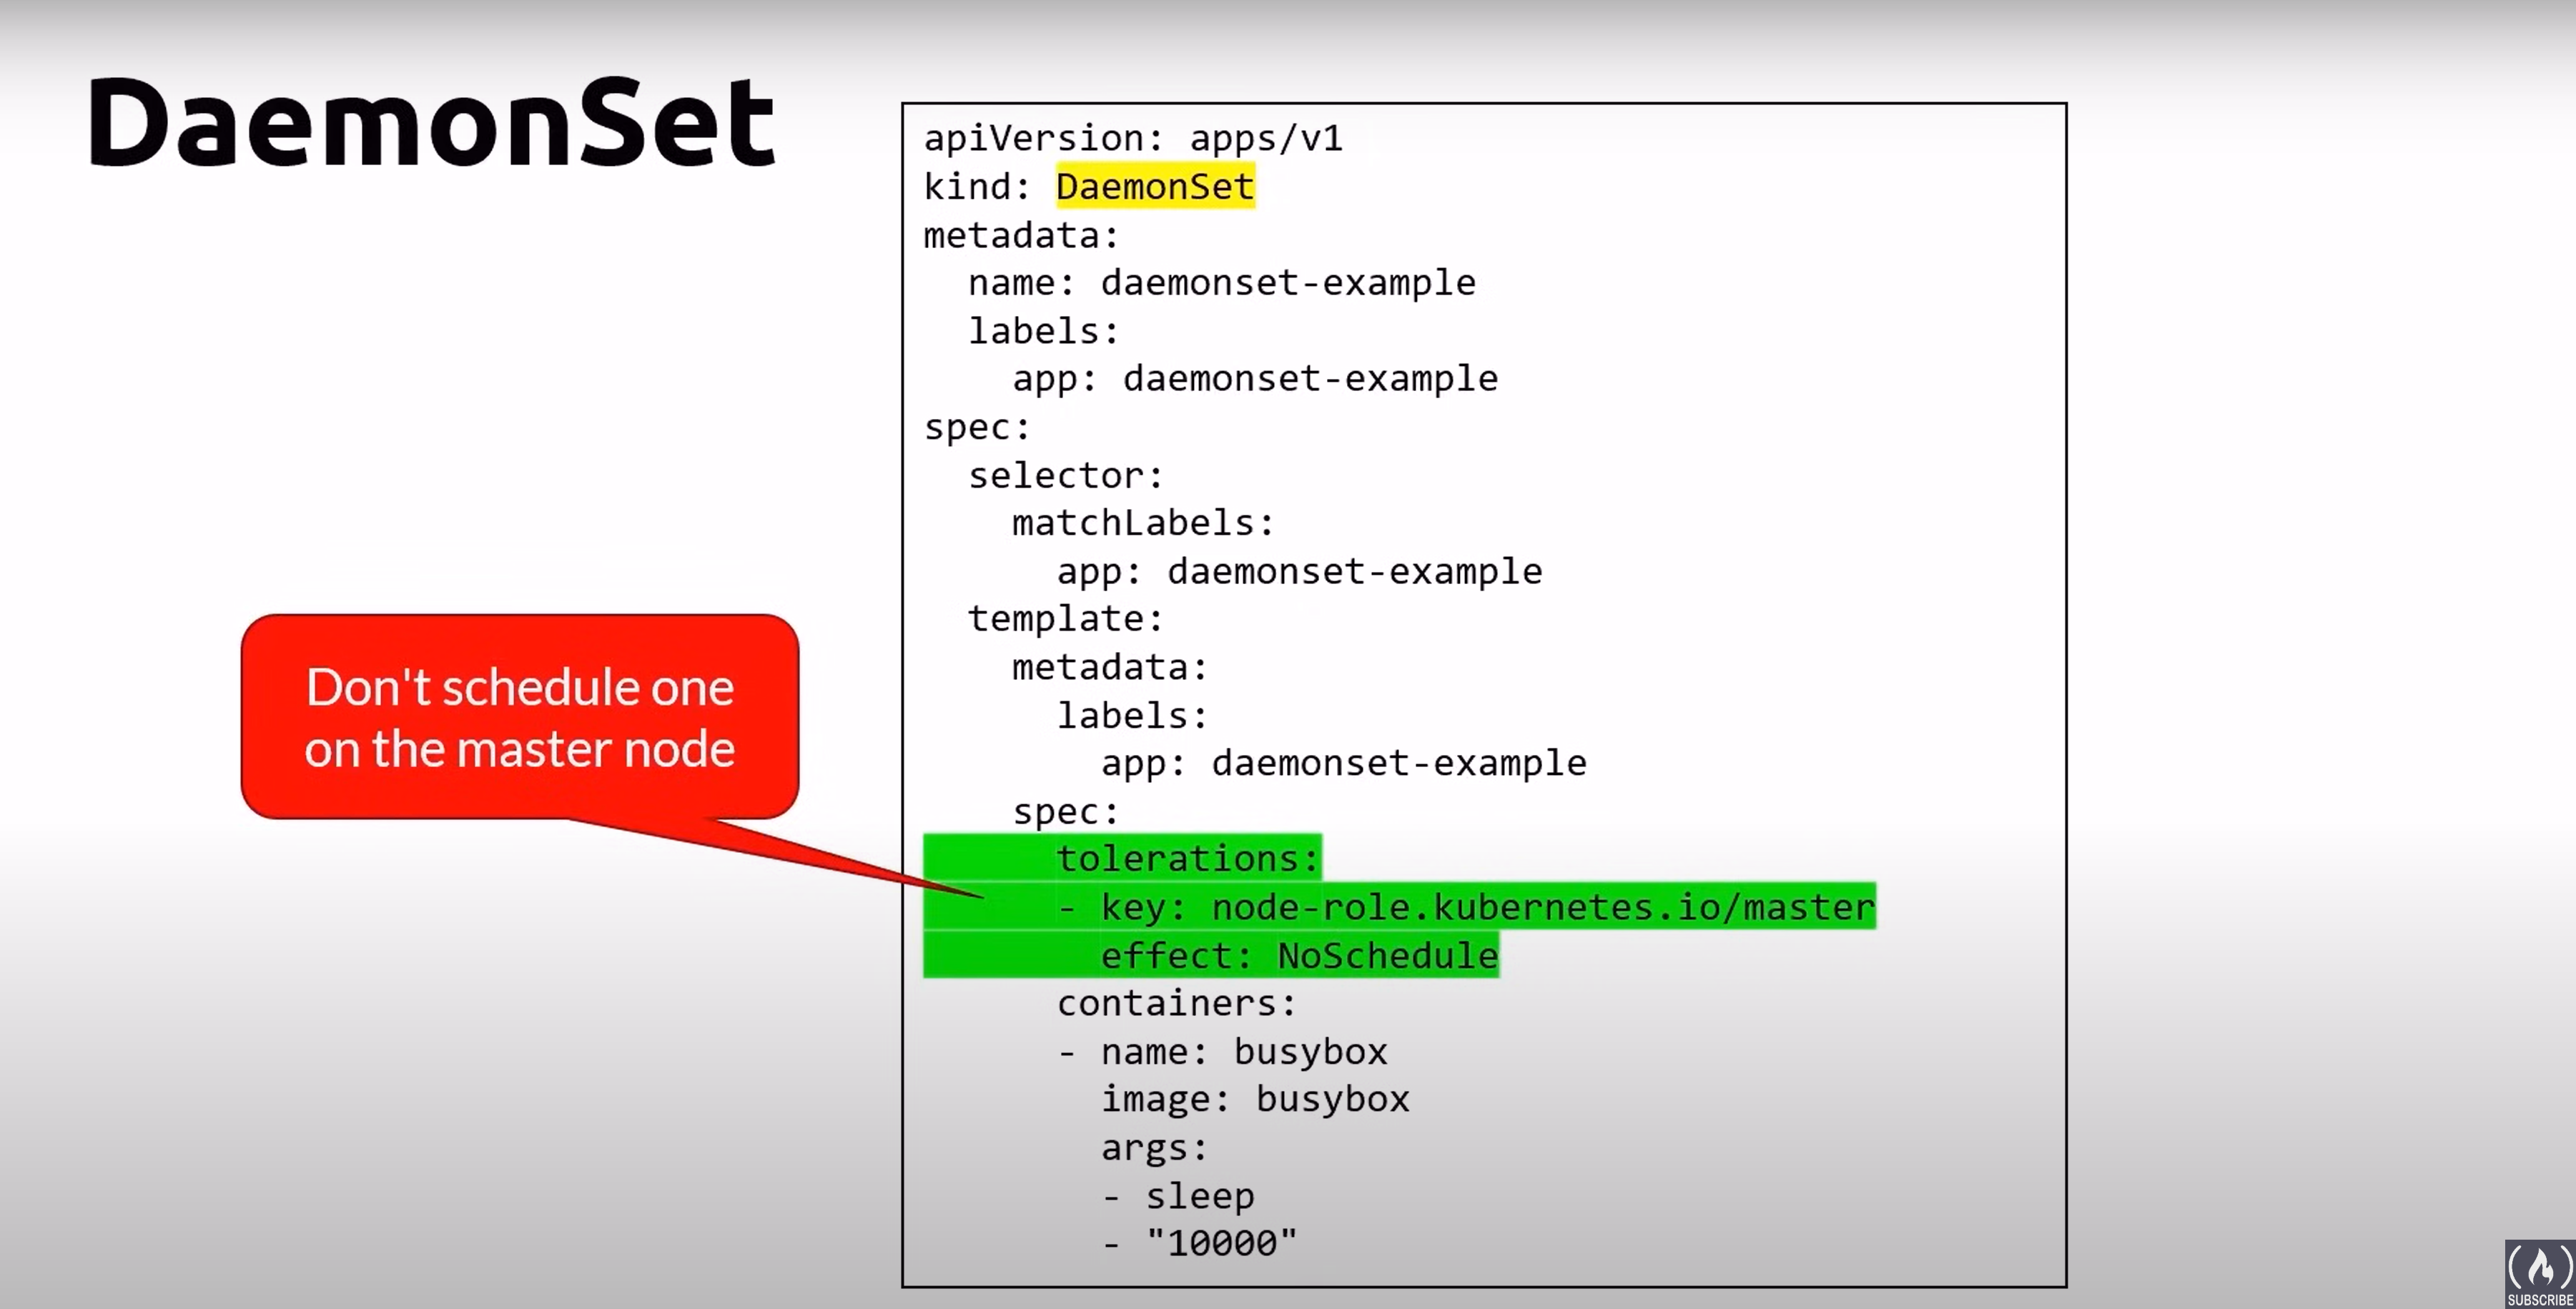 DaemonSet
apiVersion: apps/v1
kind: DaemonSet
metadata:
  name: daemonset-example
  labels:
    app: daemonset-example
spec:
  selector:
    matchLabels:
      app: daemonset-example
  template:
    metadata:
      labels:
        app: daemonset-example
    spec:
      tolerations:
      - key: node-role.kubernetes.io/master
        effect: NoSchedule
      containers:
      - name: busybox
        image: busybox
        args:
        - sleep
        - "10000"
Don't schedule one
on the master node
SUBSCRIBE